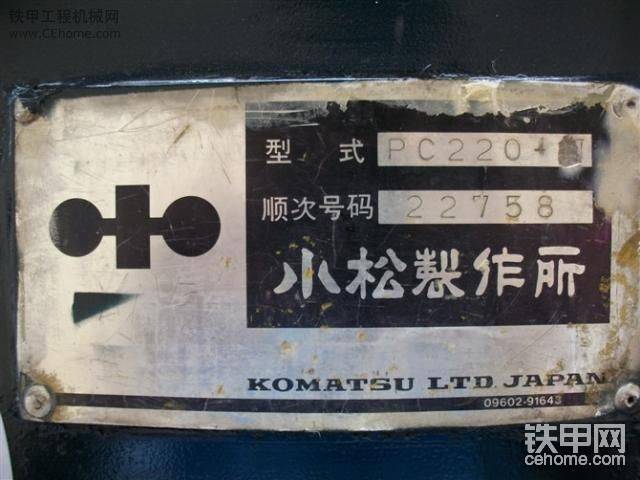 铁甲工程机械网
www.CEhome.com
型 式 PC220-
顺次号码 22758
小松製作所
KOMATSU LTD. JAPAN
09602-91643
铁甲网
cehome.com